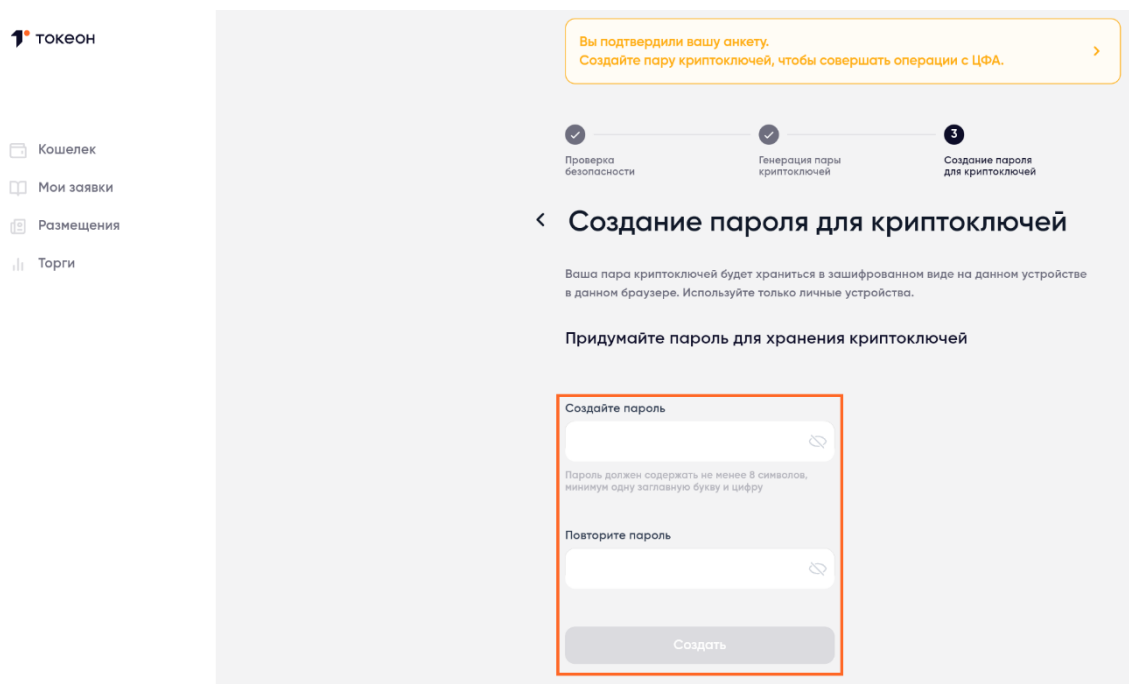 ТОКЕОН
Кошелек
Мои заявки
Размещения
Торги
Вы подтвердили вашу анкету.
Создайте пару криптоключей, чтобы совершать операции с ЦФА.
Проверка
безопасности
Генерация пары
криптоключей
3
Создание пароля
для криптоключей
Создание пароля для криптоключей
Ваша пара криптоключей будет храниться в зашифрованном виде на данном устройстве
в данном браузере. Используйте только личные устройства.
Придумайте пароль для хранения криптоключей
Создайте пароль
Пароль должен содержать не менее 8 символов,
минимум одну заглавную букву и цифру
Повторите пароль
Создать